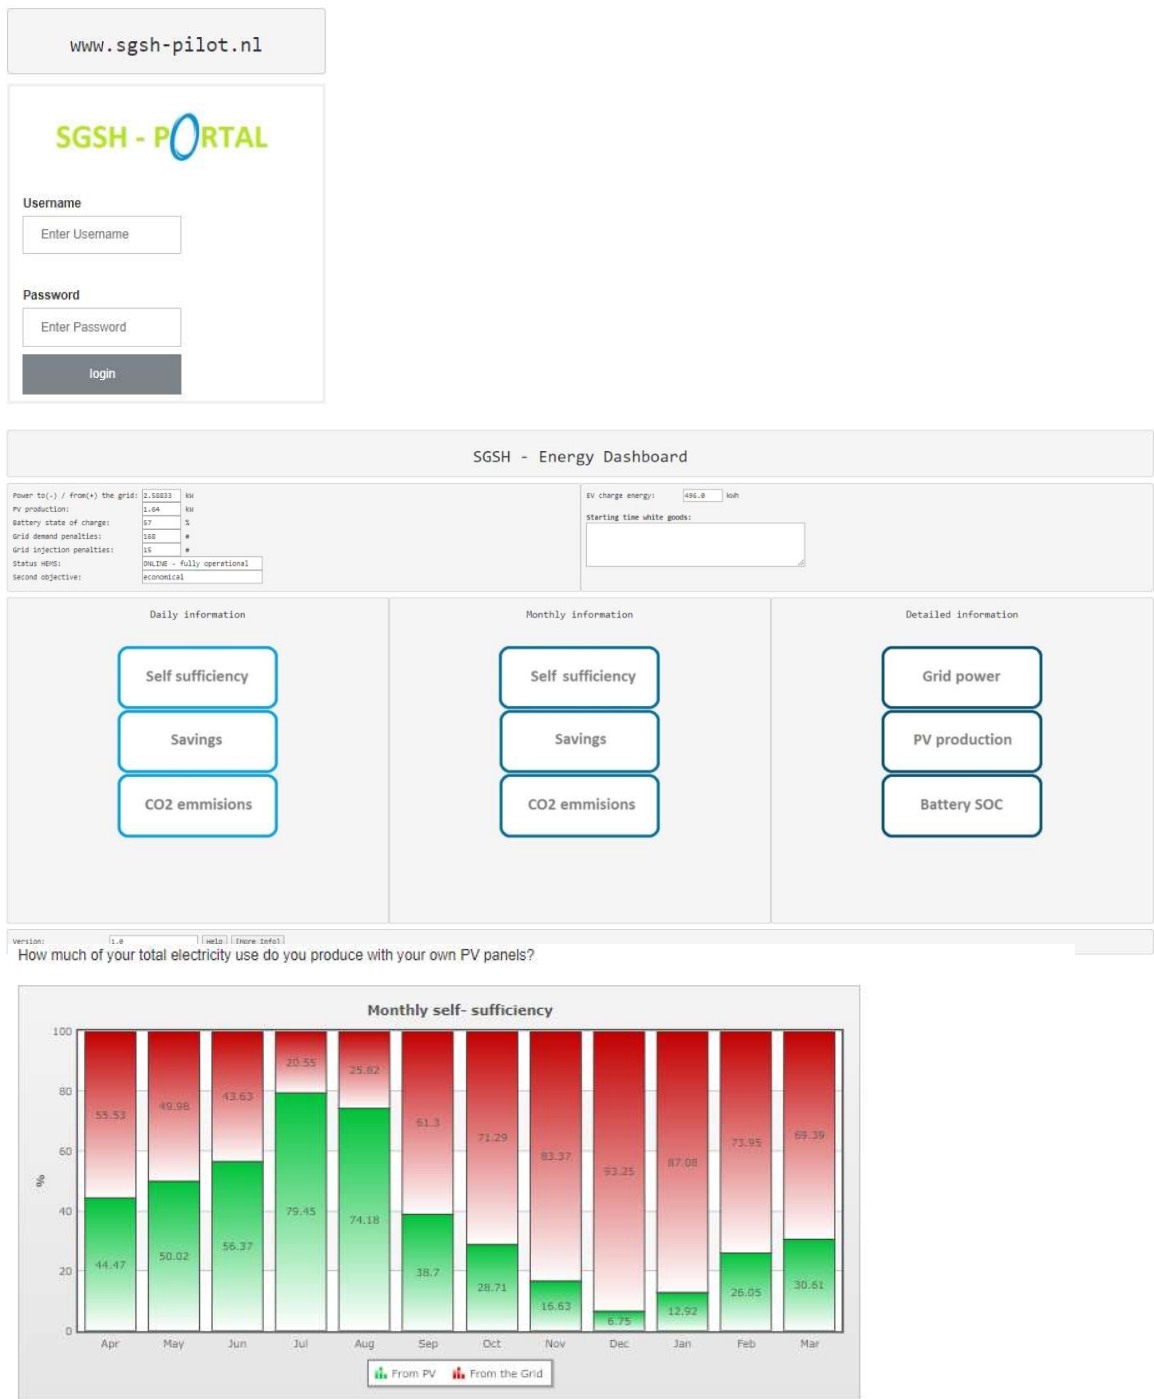 www.sgsh-pilot.nl
SGSH - PORTAL
Username
Enter Username
Password
Enter Password
login
SGSH - Energy Dashboard
Power to(-) / from(+) the grid: 2.58833 kW
PV production: 1.64 kW
Battery state of charge: 57 %
Grid demand penalties: 168 #
Grid injection penalties: 15 #
Status HEMS: ONLINE - fully operational
Second objective: economical
EV charge energy: 496.0 kWh
Starting time white goods:
Daily information
Self sufficiency
Savings
CO2 emmisions
Monthly information
Self sufficiency
Savings
CO2 emmisions
Detailed information
Grid power
PV production
Battery SOC
Version: 1.0 Help [More Info]
How much of your total electricity use do you produce with your own PV panels?
Monthly self- sufficiency
100
80
60
40
20
0
%
55.53 49.98 43.63 20.55 25.82 61.3 71.29 83.37 93.25 87.08 73.95 69.39
44.47 50.02 56.37 79.45 74.18 38.7 28.71 16.63 6.75 12.92 26.05 30.61
Apr May Jun Jul Aug Sep Oct Nov Dec Jan Feb Mar
From PV From the Grid